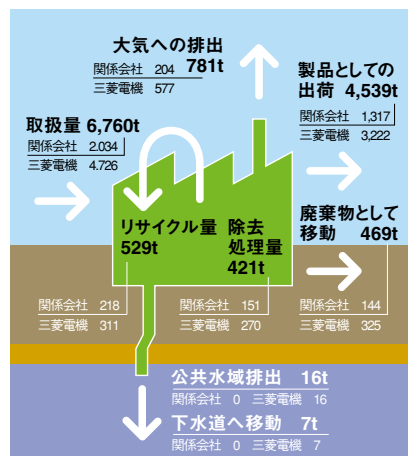 大気への排出
関係会社 204 781t
三菱電機 577
製品としての
出荷 4,539t
関係会社 1,317
三菱電機 3,222
取扱量 6,760t
関係会社 2.034
三菱電機 4.726
リサイクル量
529t
除去
処理量
421t
廃棄物として
移動 469t
関係会社 218
三菱電機 311
関係会社 151
三菱電機 270
関係会社 144
三菱電機 325
公共水域排出 16t
関係会社 0 三菱電機 16
下水道へ移動 7t
関係会社 0 三菱電機 7